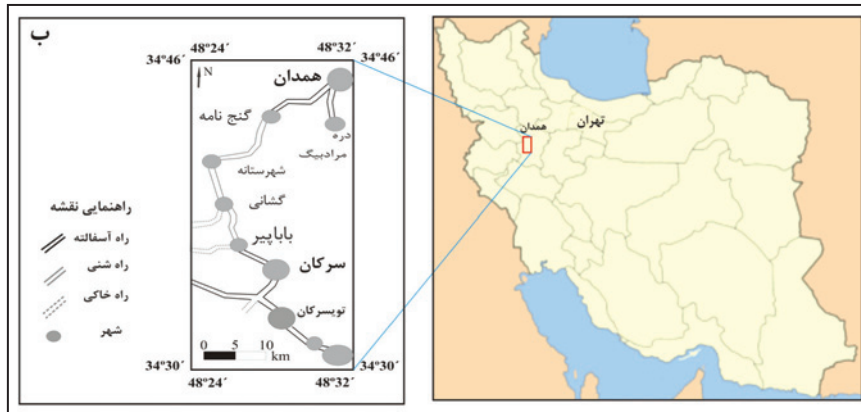 ب
48°24´
48°32´
34°46´
34°46´
N
همدان
گنج نامه
دره
مرادبیگ
شهرستانه
گشانی
باباپیر
سرکان
تویسرکان
0 5 10
km
34°30´
34°30´
48°24´
48°32´
راهنمایی نقشه
راه آسفالته
راه شنی
راه خاکی
شهر
همدان
تهران